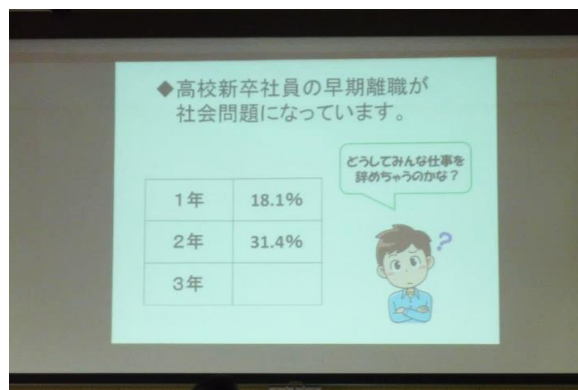 ◆高校新卒社員の早期離職が
社会問題になっています。
どうしてみんな仕事を
辞めちゃうのかな？
1年 18.1%
2年 31.4%
3年
?